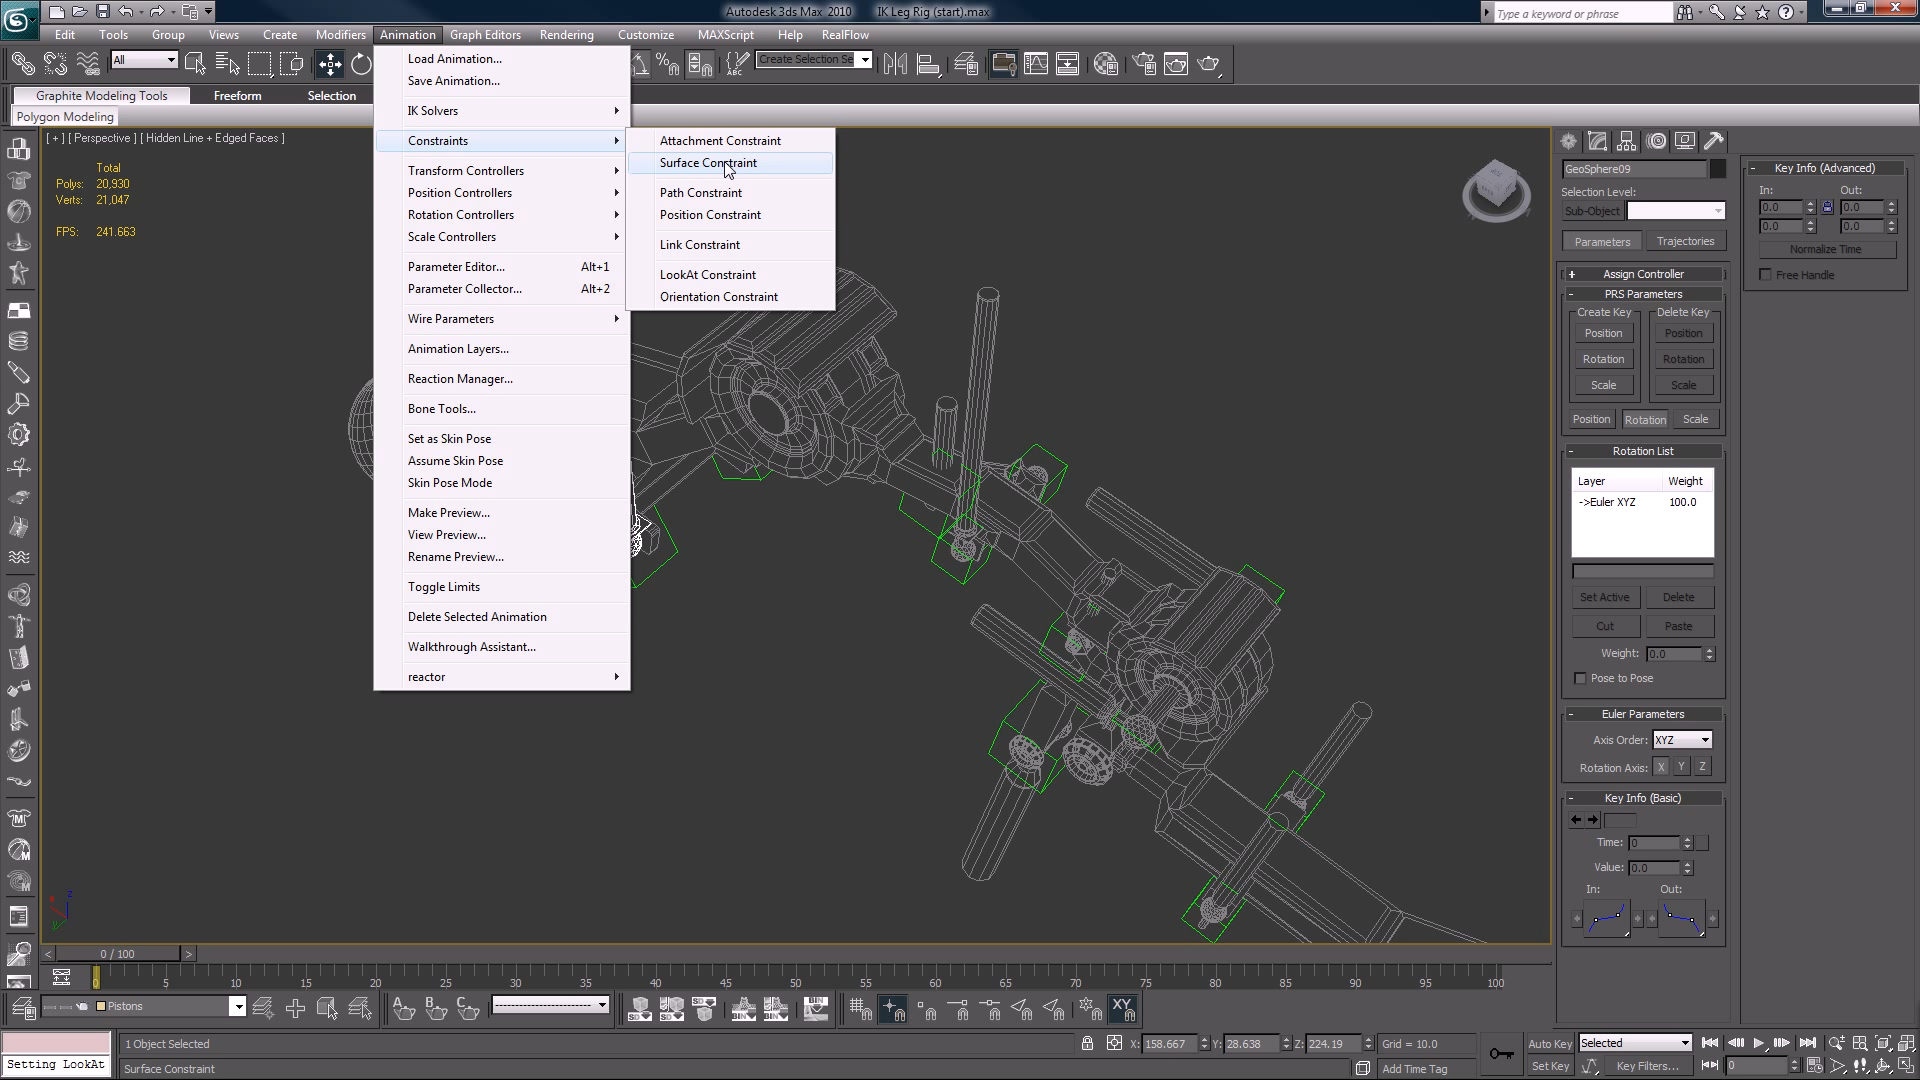 Autodesk 3ds Max 2010 IK Leg Rig (start).max
Type a keyword or phrase
Edit Tools Group Views Create Modifiers Animation Graph Editors Rendering Customize MAXScript Help RealFlow
All
Create Selection Se
Graphite Modeling Tools Freeform Selection
Polygon Modeling
[ + ] [ Perspective ] [ Hidden Line + Edged Faces ]
Total
Polys: 20,930
Verts: 21,047
FPS: 241.663
Load Animation...
Save Animation...
IK Solvers
Constraints
Transform Controllers
Position Controllers
Rotation Controllers
Scale Controllers
Parameter Editor... Alt+1
Parameter Collector... Alt+2
Wire Parameters
Animation Layers...
Reaction Manager...
Bone Tools...
Set as Skin Pose
Assume Skin Pose
Skin Pose Mode
Make Preview...
View Preview...
Rename Preview...
Toggle Limits
Delete Selected Animation
Walkthrough Assistant...
reactor
Attachment Constraint
Surface Constraint
Path Constraint
Position Constraint
Link Constraint
LookAt Constraint
Orientation Constraint
GeoSphere09
Selection Level:
Sub-Object
Parameters Trajectories
+ Assign Controller
- PRS Parameters
Create Key Delete Key
Position Position
Rotation Rotation
Scale Scale
Position Rotation Scale
- Rotation List
Layer Weight
->Euler XYZ 100.0
Set Active Delete
Cut Paste
Weight: 0.0
Pose to Pose
- Euler Parameters
Axis Order: XYZ
Rotation Axis: X Y Z
- Key Info (Basic)
Time: 0
Value: 0.0
In: Out:
- Key Info (Advanced)
In: Out:
0.0 0.0
0.0 0.0
Normalize Time
Free Handle
z
x
y
< 0 / 100 >
0 5 10 15 20 25 30 35 40 45 50 55 60 65 70 75 80 85 90 95 100
Pistons
A B C
XY
Setting LookAt
1 Object Selected
Surface Constraint
X: 158.667 Y: 28.638 Z: 224.19 Grid = 10.0
Add Time Tag
Auto Key Selected
Set Key Key Filters... 0